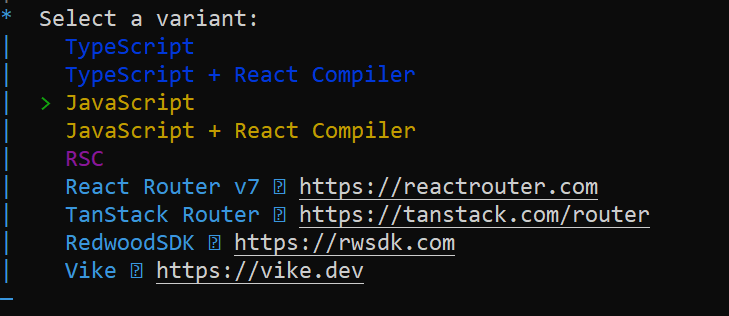 * Select a variant:
TypeScript
TypeScript + React Compiler
> JavaScript
JavaScript + React Compiler
RSC
React Router v7 ⍰ https://reactrouter.com
TanStack Router ⍰ https://tanstack.com/router
RedwoodSDK ⍰ https://rwsdk.com
Vike ⍰ https://vike.dev